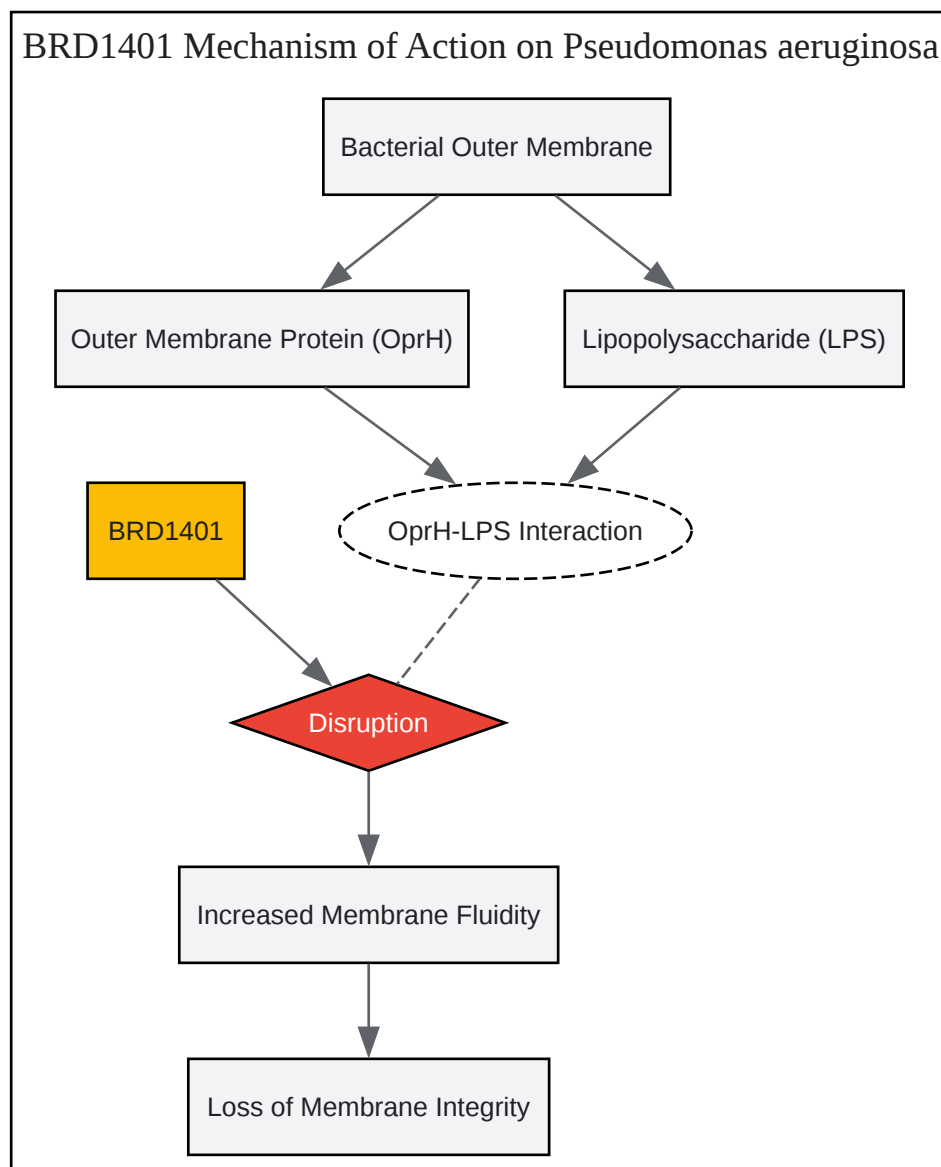 BRD1401 Mechanism of Action on Pseudomonas aeruginosa
Bacterial Outer Membrane
Outer Membrane Protein (OprH)
Lipopolysaccharide (LPS)
BRD1401
OprH-LPS Interaction
Disruption
Increased Membrane Fluidity
Loss of Membrane Integrity